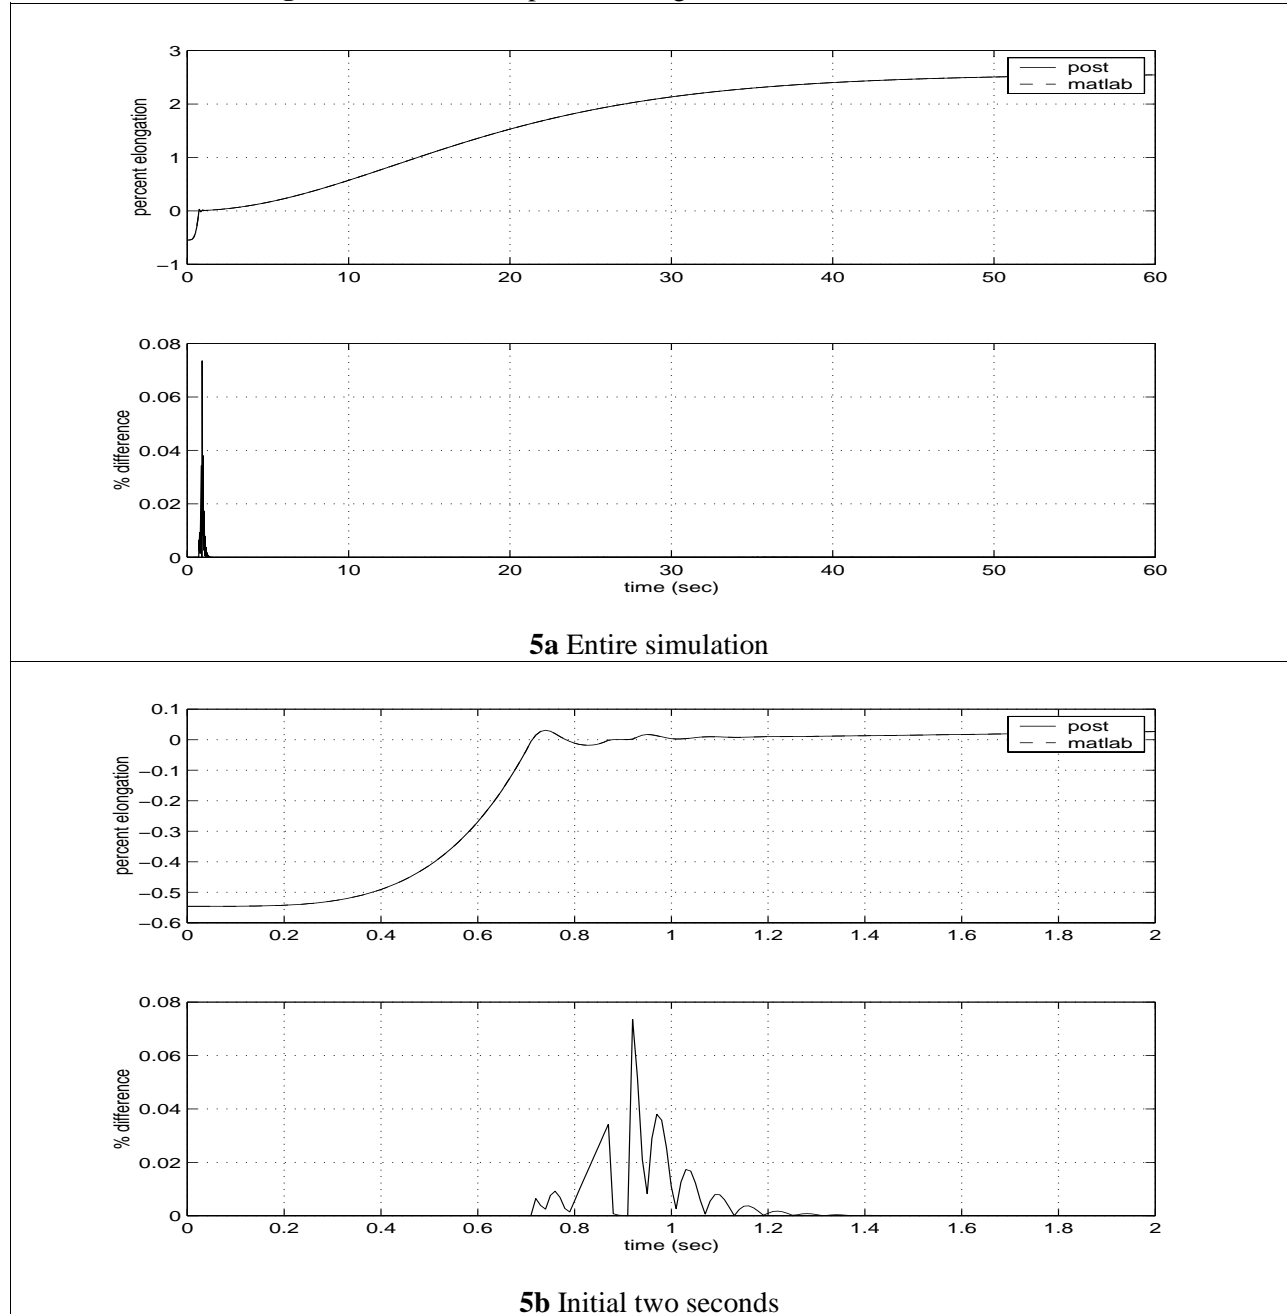 3
2
1
0
−1
percent elongation
post
matlab
0 10 20 30 40 50 60
0.08
0.06
0.04
0.02
0
% difference
0 10 20 30 40 50 60
time (sec)
5a Entire simulation
0.1
0
−0.1
−0.2
−0.3
−0.4
−0.5
−0.6
percent elongation
post
matlab
0 0.2 0.4 0.6 0.8 1 1.2 1.4 1.6 1.8 2
0.08
0.06
0.04
0.02
0
% difference
0 0.2 0.4 0.6 0.8 1 1.2 1.4 1.6 1.8 2
time (sec)
5b Initial two seconds